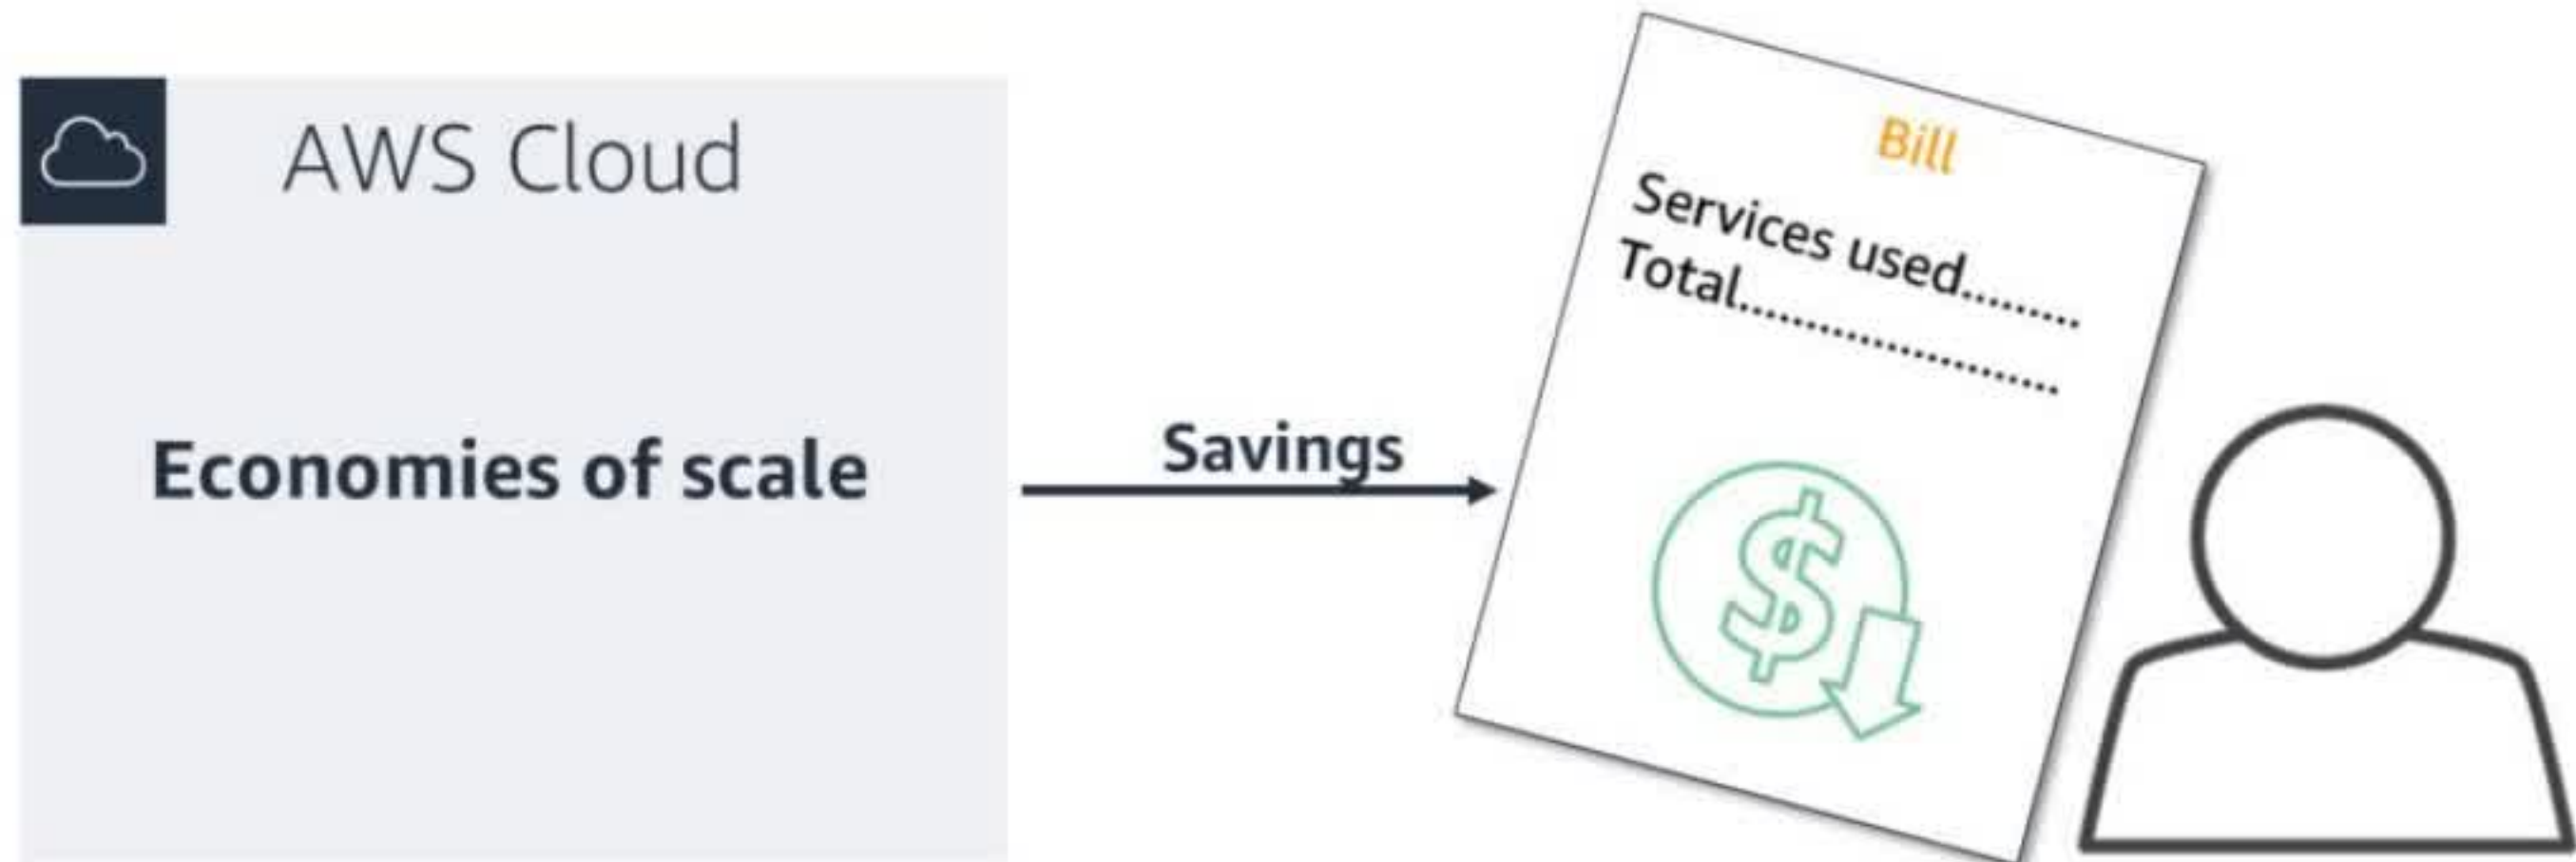 AWS Cloud
Economies of scale
Savings
Bill
Services used.........
Total.........................
$